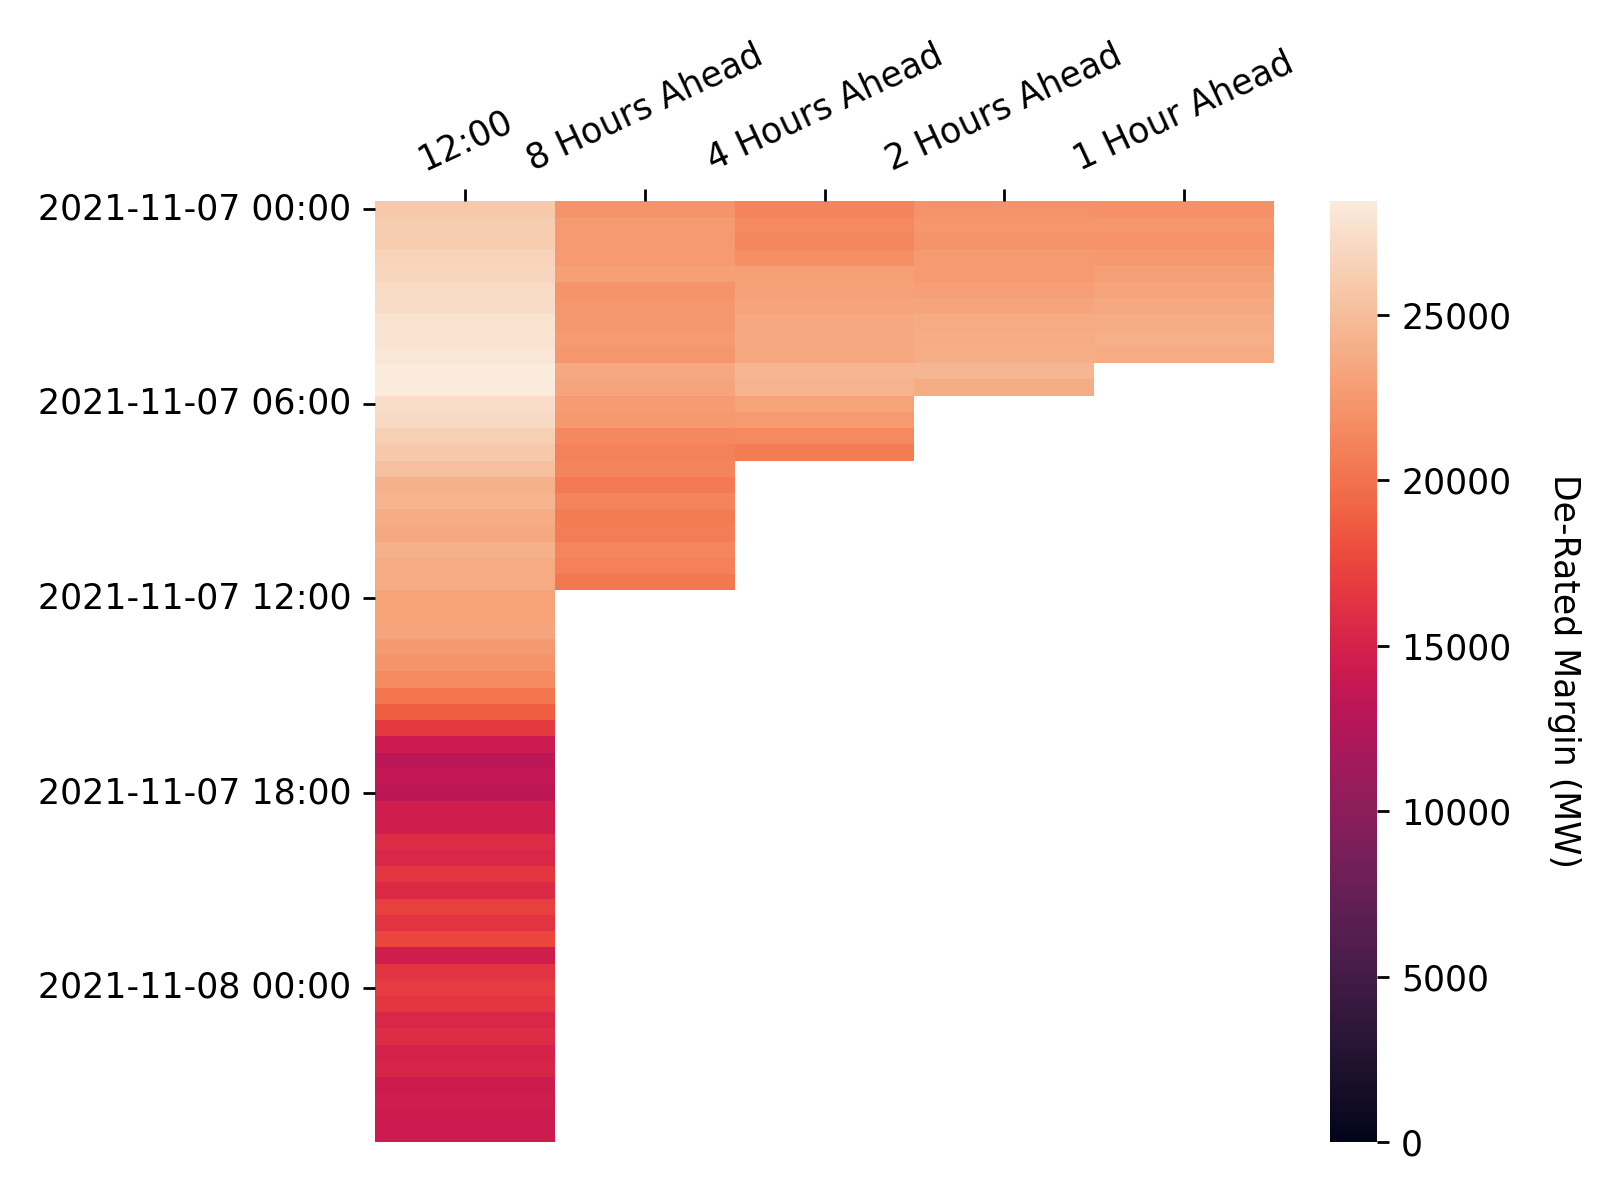 12:00
8 Hours Ahead
4 Hours Ahead
2 Hours Ahead
1 Hour Ahead
2021-11-07 00:00
2021-11-07 06:00
2021-11-07 12:00
2021-11-07 18:00
2021-11-08 00:00
25000
20000
15000
10000
5000
0
De-Rated Margin (MW)